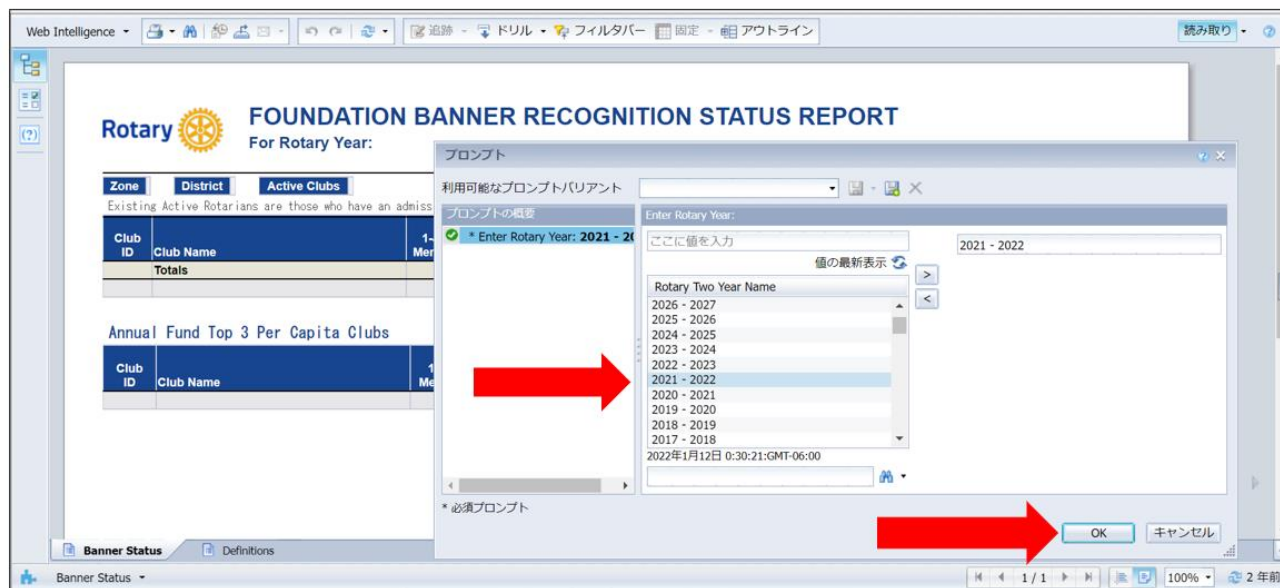 Web Intelligence
追跡
ドリル
フィルタバー
固定
アウトライン
読み取り
Rotary
FOUNDATION BANNER RECOGNITION STATUS REPORT
For Rotary Year:
Zone District Active Clubs
Existing Active Rotarians are those who have an admiss
Club ID Club Name 1- Mer
Totals
Annual Fund Top 3 Per Capita Clubs
Club ID Club Name 1 Me
プロンプト
利用可能なプロンプトバリアント
プロンプトの概要
* Enter Rotary Year: 2021 - 20
Enter Rotary Year:
ここに値を入力
値の最新表示
>
<
2021 - 2022
Rotary Two Year Name
2026 - 2027
2025 - 2026
2024 - 2025
2023 - 2024
2022 - 2023
2021 - 2022
2020 - 2021
2019 - 2020
2018 - 2019
2017 - 2018
2022年1月12日 0:30:21:GMT-06:00
* 必須プロンプト
OK キャンセル
Banner Status Definitions
Banner Status
1 / 1
100%
2 年前